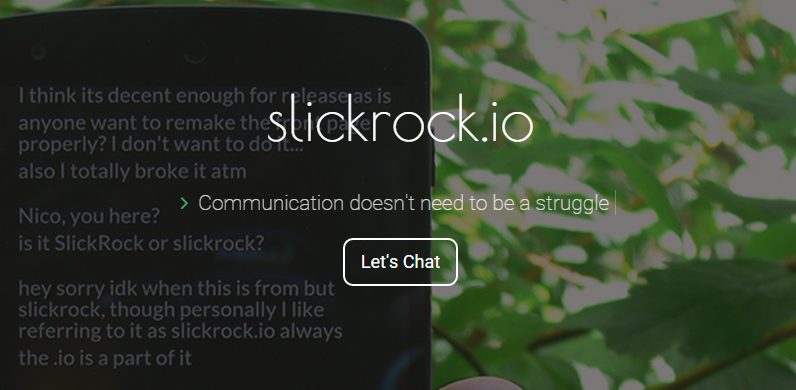 I think its decent enough for release as is
anyone want to remake the front page
properly? I don't want to do it...
also I totally broke it atm
slickrock.io
Nico, you here?
is it SlickRock or slickrock?
> Communication doesn't need to be a struggle
Let's Chat
hey sorry idk when this is from but
slickrock, though personally I like
referring to it as slickrock.io always
the .io is a part of it